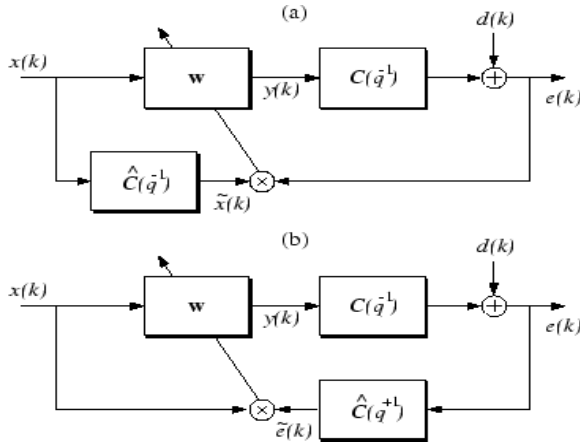 (a)
d(k)
x(k)
w
y(k)
C(q⁻¹)
+
e(k)
Ĉ(q⁻¹)
x̃(k)
×
(b)
d(k)
x(k)
w
y(k)
C(q⁻¹)
+
e(k)
×
ẽ(k)
Ĉ(q⁺¹)